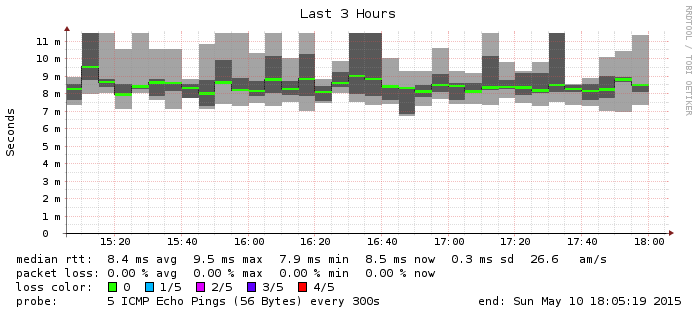 Last 3 Hours
RRDTOOL / TOBI OETIKER
Seconds
11 m
10 m
9 m
8 m
7 m
6 m
5 m
4 m
3 m
2 m
1 m
0
15:20 15:40 16:00 16:20 16:40 17:00 17:20 17:40 18:00
median rtt: 8.4 ms avg 9.5 ms max 7.9 ms min 8.5 ms now 0.3 ms sd 26.6 am/s
packet loss: 0.00 % avg 0.00 % max 0.00 % min 0.00 % now
loss color: 0 1/5 2/5 3/5 4/5
probe: 5 ICMP Echo Pings (56 Bytes) every 300s end: Sun May 10 18:05:19 2015